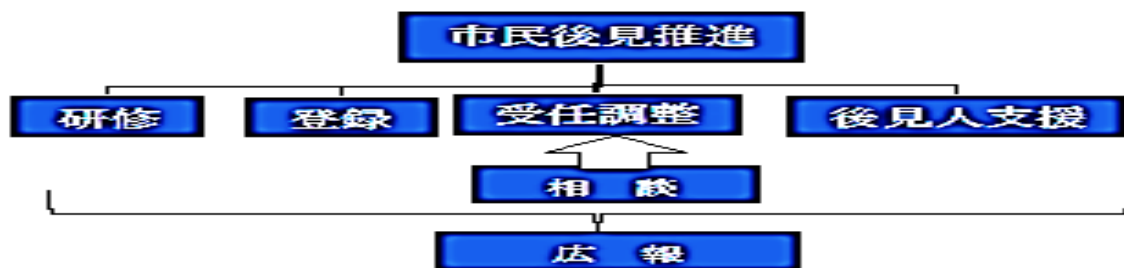 市民後見推進
研修
登録
受任調整
後見人支援
相 談
広 報